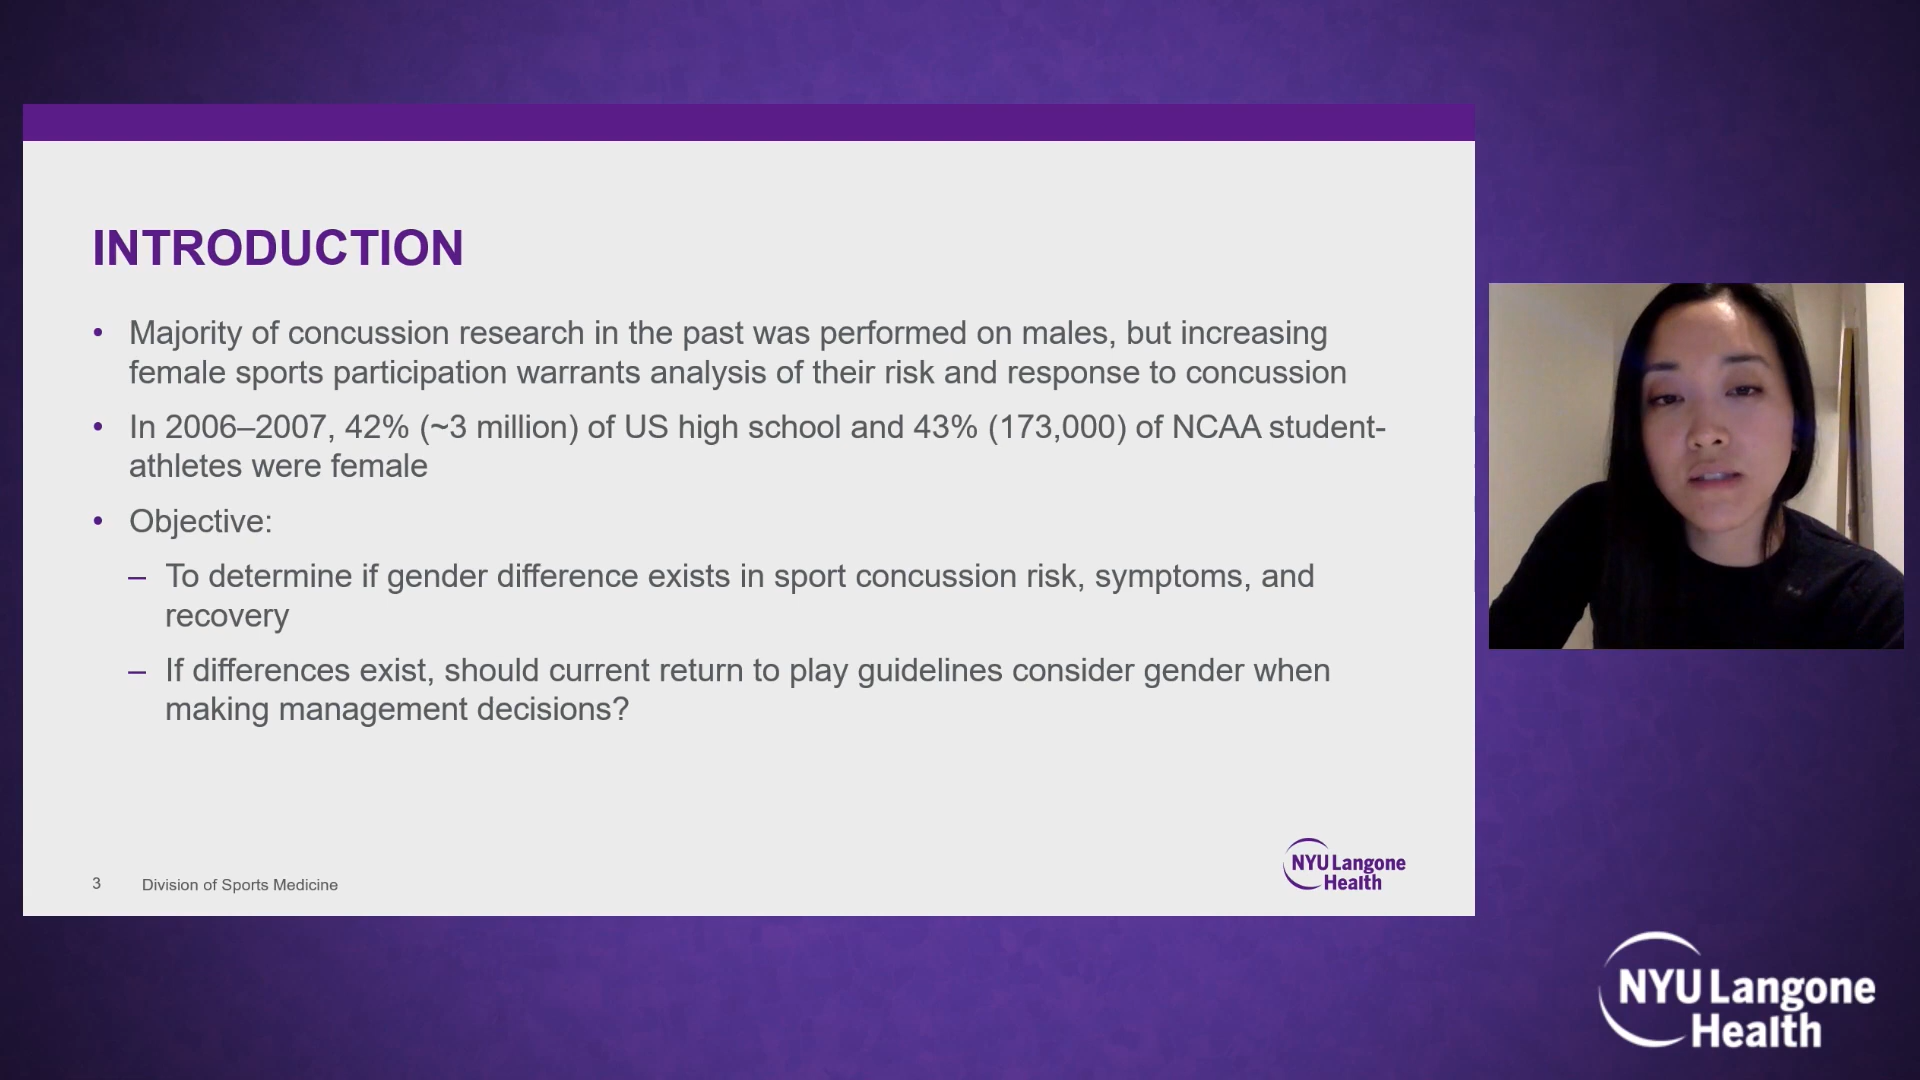 INTRODUCTION
• Majority of concussion research in the past was performed on males, but increasing
female sports participation warrants analysis of their risk and response to concussion
• In 2006–2007, 42% (~3 million) of US high school and 43% (173,000) of NCAA student-
athletes were female
• Objective:
– To determine if gender difference exists in sport concussion risk, symptoms, and
recovery
– If differences exist, should current return to play guidelines consider gender when
making management decisions?
3 Division of Sports Medicine
NYU Langone
Health
NYU Langone
Health